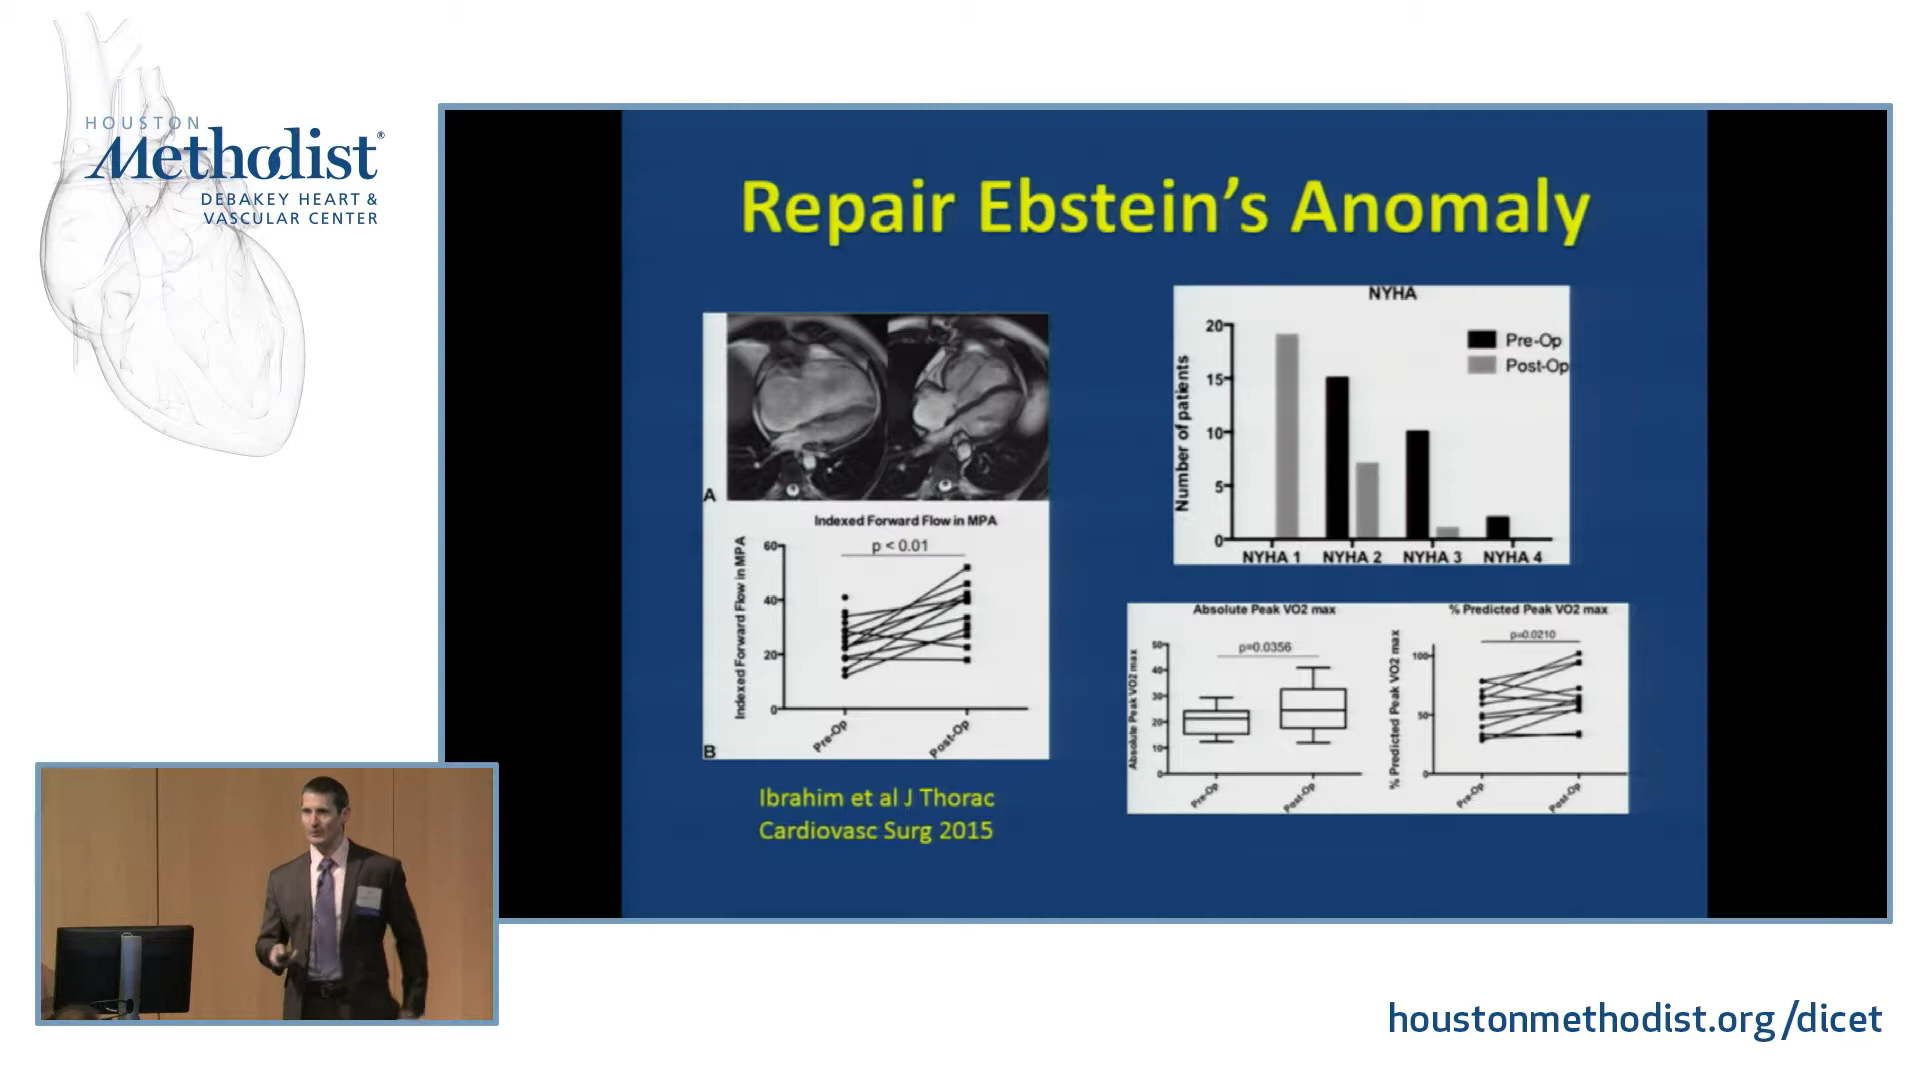 HOUSTON
Methodist®
DEBAKEY HEART &
VASCULAR CENTER
Repair Ebstein's Anomaly
A
Indexed Forward Flow in MPA
p < 0.01
Indexed Forward Flow in MPA
60
40
20
0
Pre-Op
Post-Op
B
Ibrahim et al J Thorac
Cardiovasc Surg 2015
NYHA
Number of patients
20
15
10
5
0
Pre-Op
Post-Op
NYHA 1
NYHA 2
NYHA 3
NYHA 4
Absolute Peak VO2 max
p=0.0356
Absolute Peak VO2 max
50
40
30
20
10
0
Pre-Op
Post-Op
% Predicted Peak VO2 max
p=0.0210
% Predicted Peak VO2 max
100
50
0
Pre-Op
Post-Op
houstonmethodist.org/dicet